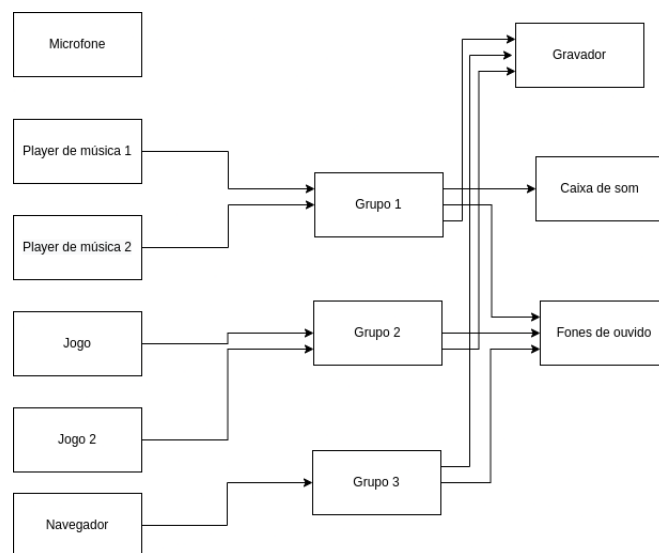 Microfone
Gravador
Player de música 1
Caixa de som
Grupo 1
Player de música 2
Jogo
Grupo 2
Fones de ouvido
Jogo 2
Grupo 3
Navegador